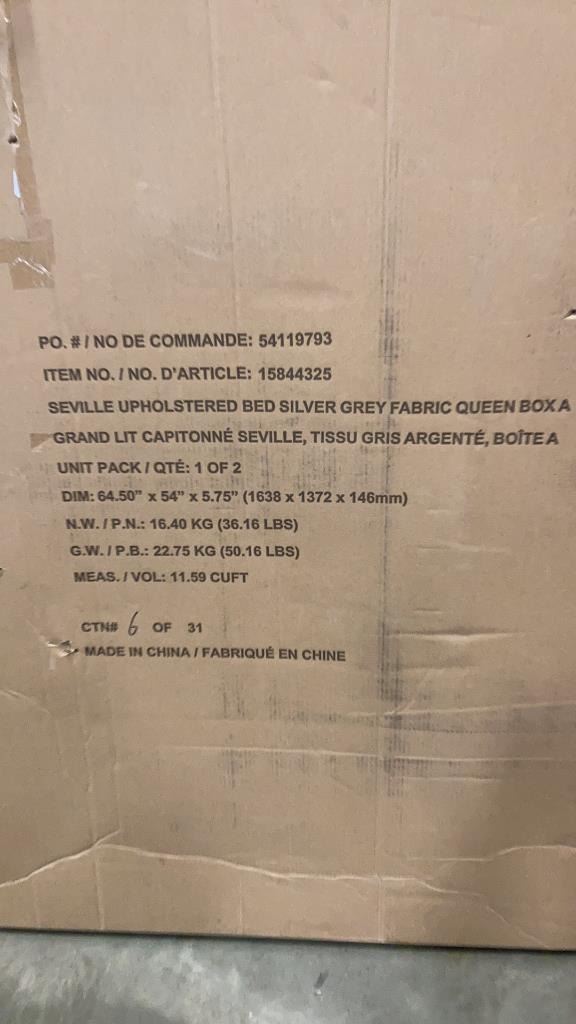 PO. # / NO DE COMMANDE: 54119793
ITEM NO. / NO. D'ARTICLE: 15844325
SEVILLE UPHOLSTERED BED SILVER GREY FABRIC QUEEN BOX A
GRAND LIT CAPITONNÉ SEVILLE, TISSU GRIS ARGENTÉ, BOÎTE A
UNIT PACK / QTÉ: 1 OF 2
DIM: 64.50” x 54” x 5.75” (1638 x 1372 x 146mm)
N.W. / P.N.: 16.40 KG (36.16 LBS)
G.W. / P.B.: 22.75 KG (50.16 LBS)
MEAS. / VOL: 11.59 CUFT
CTN# 6 OF 31
MADE IN CHINA / FABRIQUÉ EN CHINE